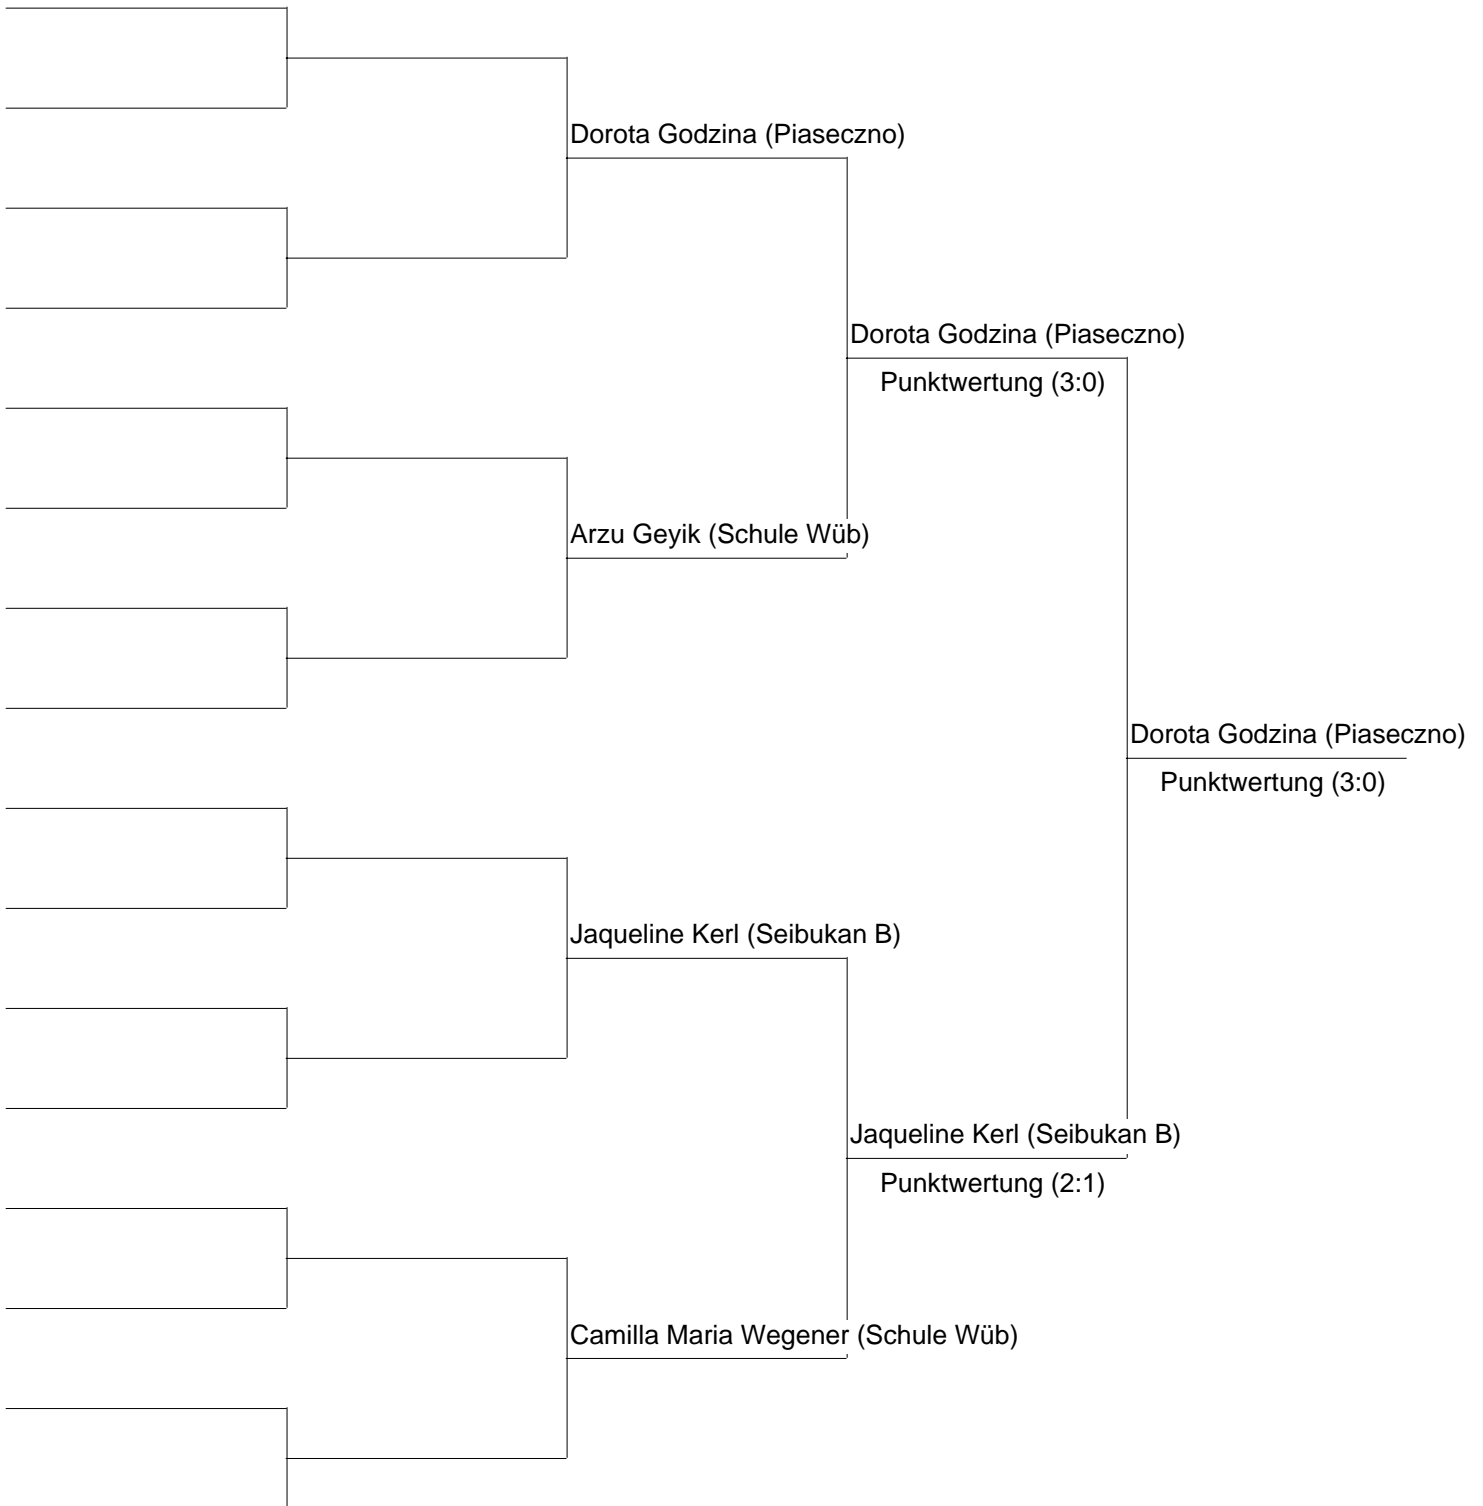 Dorota Godzina (Piaseczno)
Dorota Godzina (Piaseczno)
Punktwertung (3:0)
Arzu Geyik (Schule Wüb)
Dorota Godzina (Piaseczno)
Punktwertung (3:0)
Jaqueline Kerl (Seibukan B)
Jaqueline Kerl (Seibukan B)
Punktwertung (2:1)
Camilla Maria Wegener (Schule Wüb)